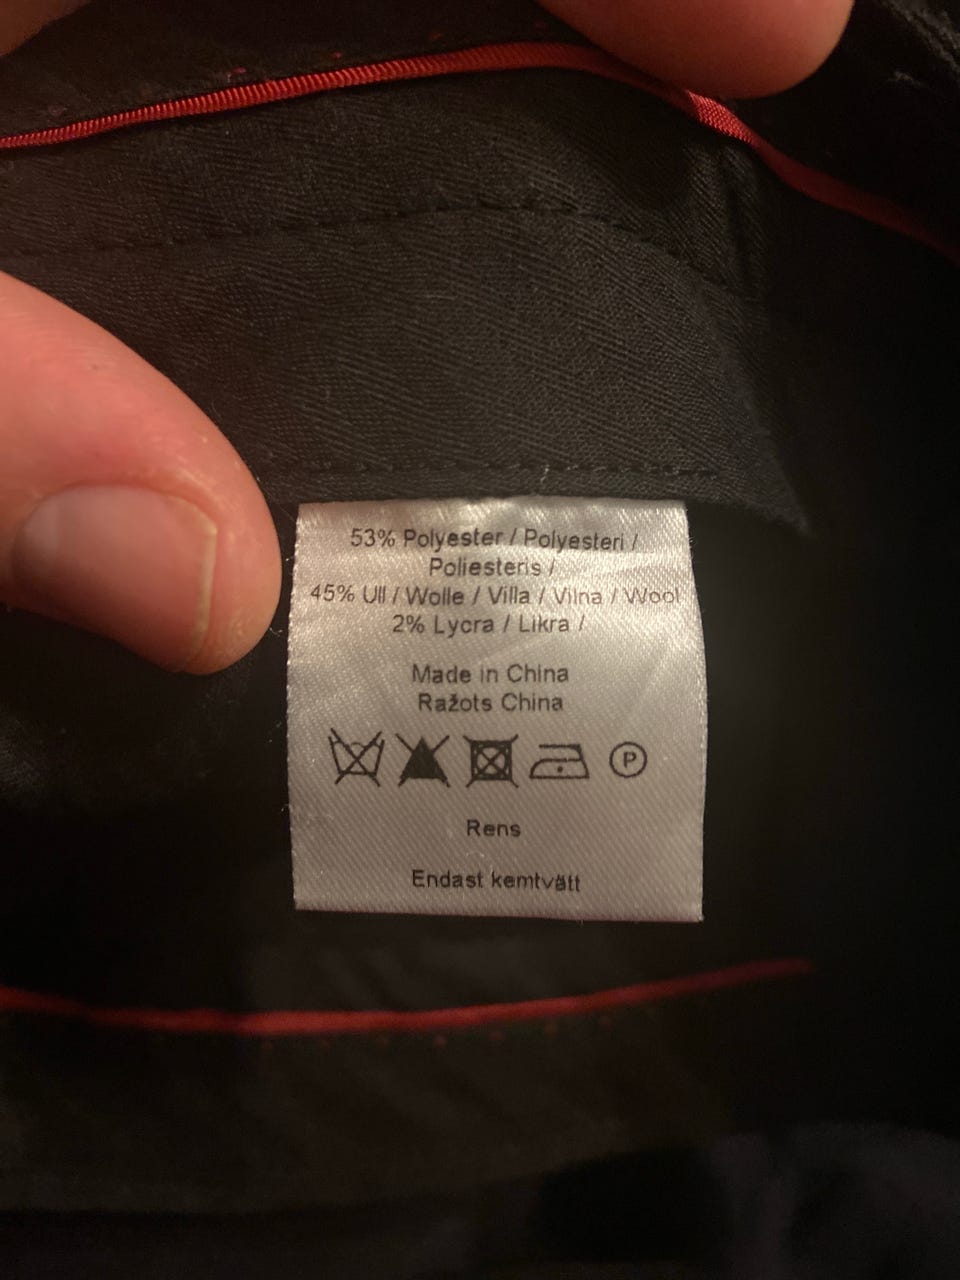 53% Polyester / Polyesteri /
Poliesteris /
45% Ull / Wolle / Villa / Vilna / Wool
2% Lycra / Likra /
Made in China
Ražots China
P
Rens
Endast kemtvätt